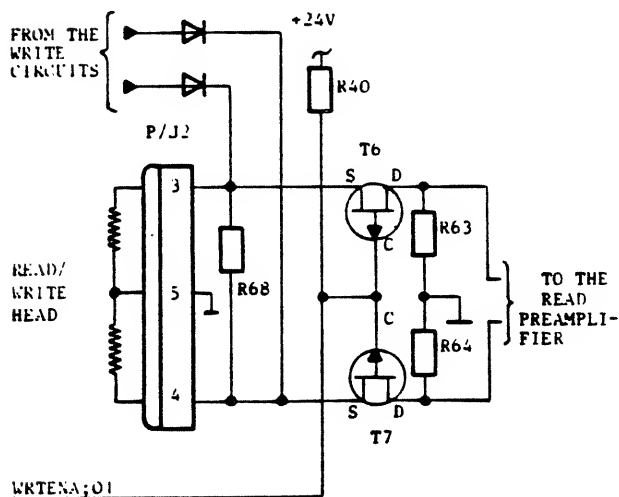 +24V
FROM THE
WRITE
CIRCUITS
R40
P/J2
T6
3
S
D
C
R63
READ/
WRITE
HEAD
5
R68
TO THE
READ
PREAMPLI-
FIER
C
R64
4
S
D
T7
WRTENA;01